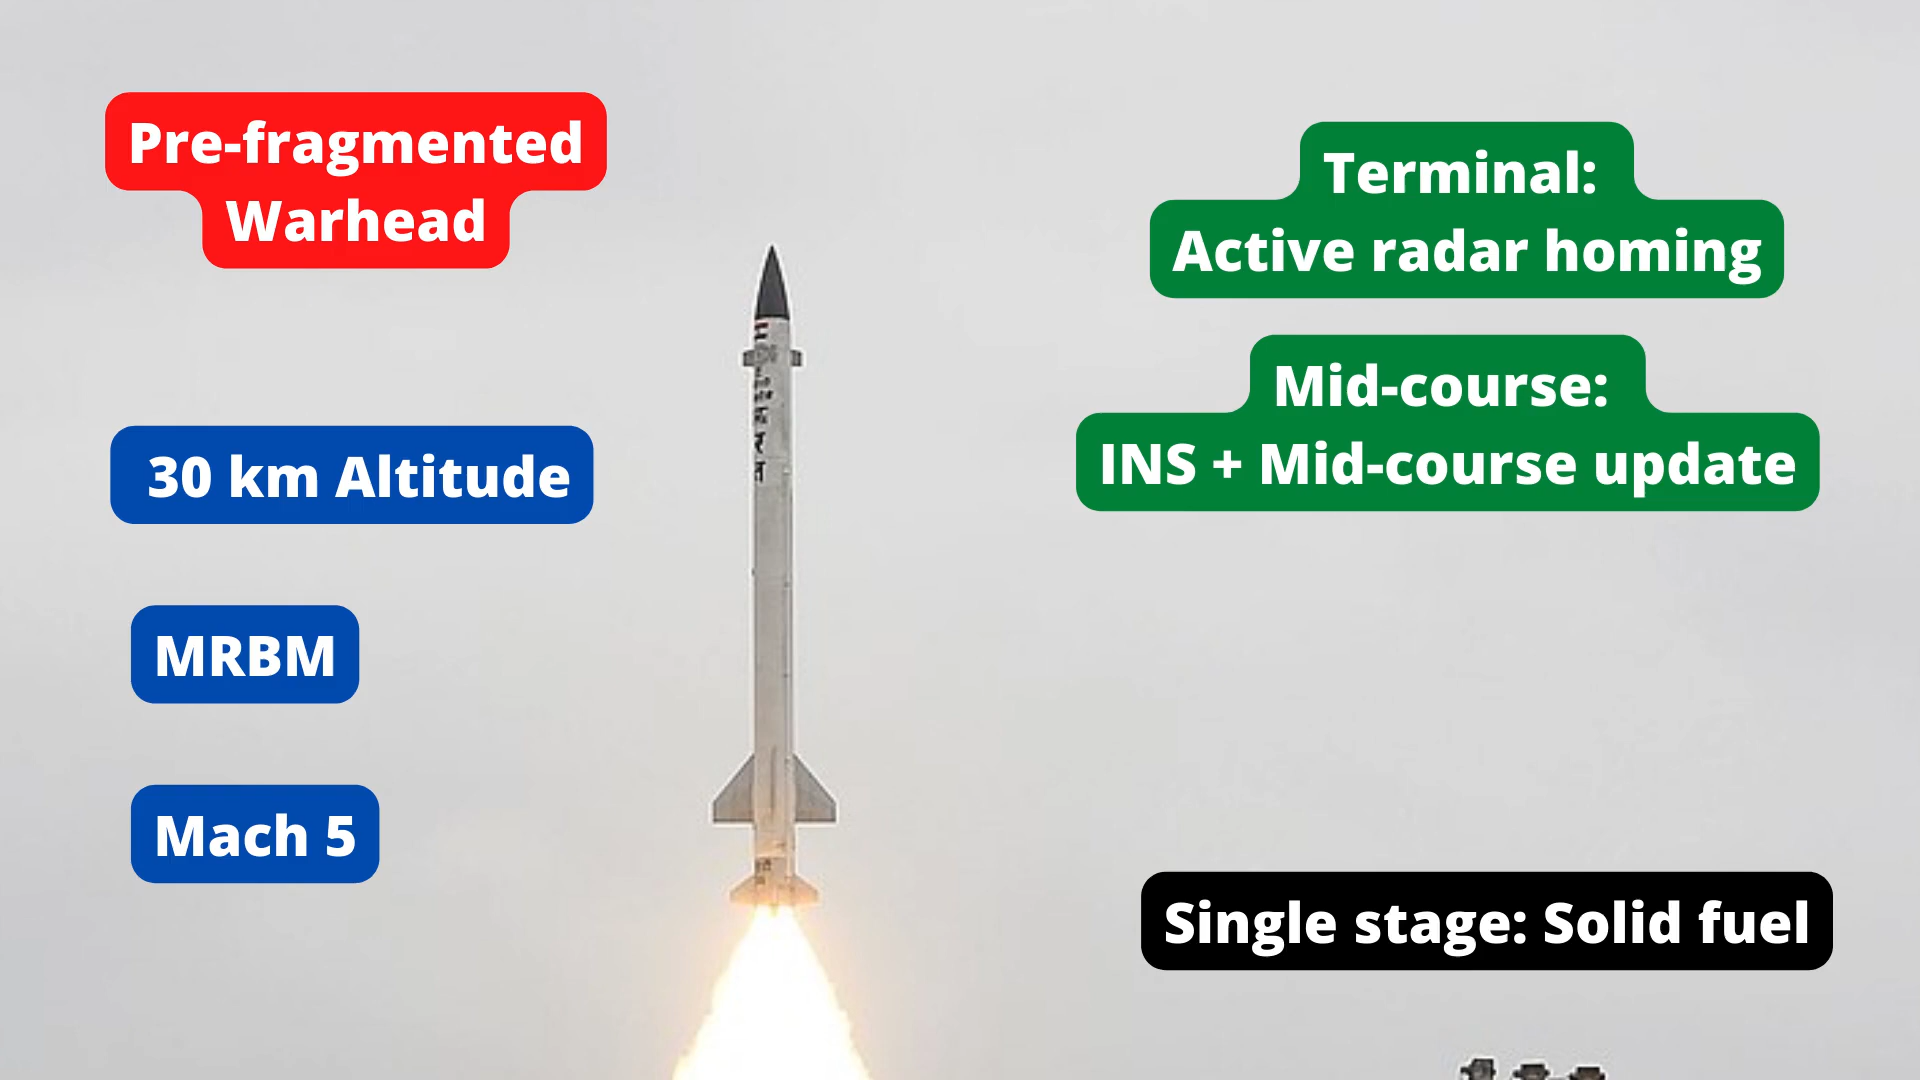 Pre-fragmented
Warhead
Terminal:
Active radar homing
Mid-course:
INS + Mid-course update
30 km Altitude
MRBM
Mach 5
Single stage: Solid fuel